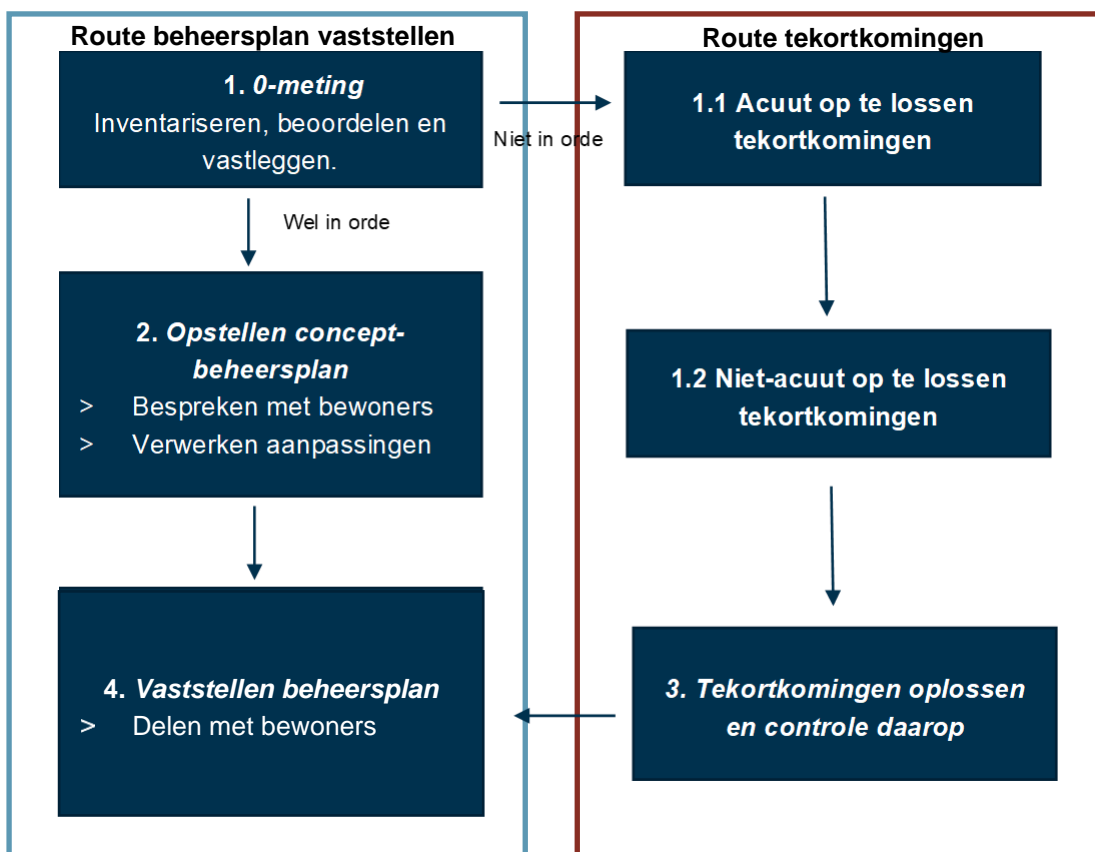 Route beheersplan vaststellen
1. 0-meting
Inventariseren, beoordelen en
vastleggen.
Wel in orde
Niet in orde
2. Opstellen concept-
beheersplan
> Bespreken met bewoners
> Verwerken aanpassingen
4. Vaststellen beheersplan
> Delen met bewoners
Route tekortkomingen
1.1 Acuut op te lossen
tekortkomingen
1.2 Niet-acuut op te lossen
tekortkomingen
3. Tekortkomingen oplossen
en controle daarop